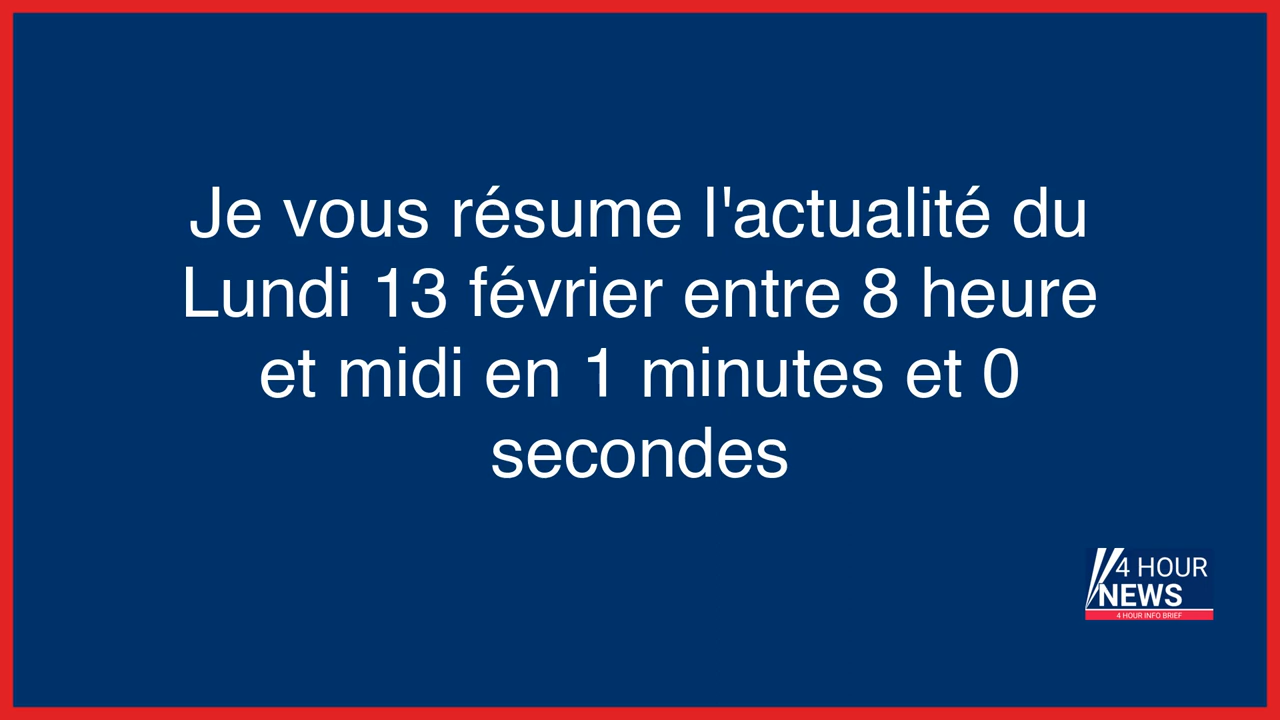 Je vous résume l'actualité du
Lundi 13 février entre 8 heure
et midi en 1 minutes et 0
secondes
4 HOUR
NEWS
4 HOUR INFO BRIEF